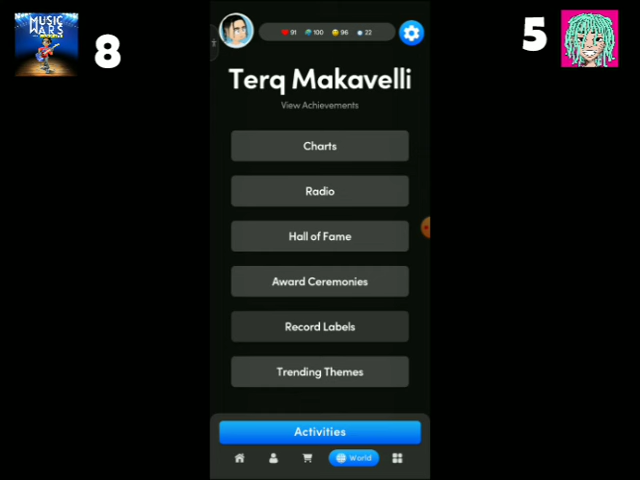 MUSIC
WARS
8
5
91 100 96 22
Terq Makavelli
View Achievements
Charts
Radio
Hall of Fame
Award Ceremonies
Record Labels
Trending Themes
Activities
World